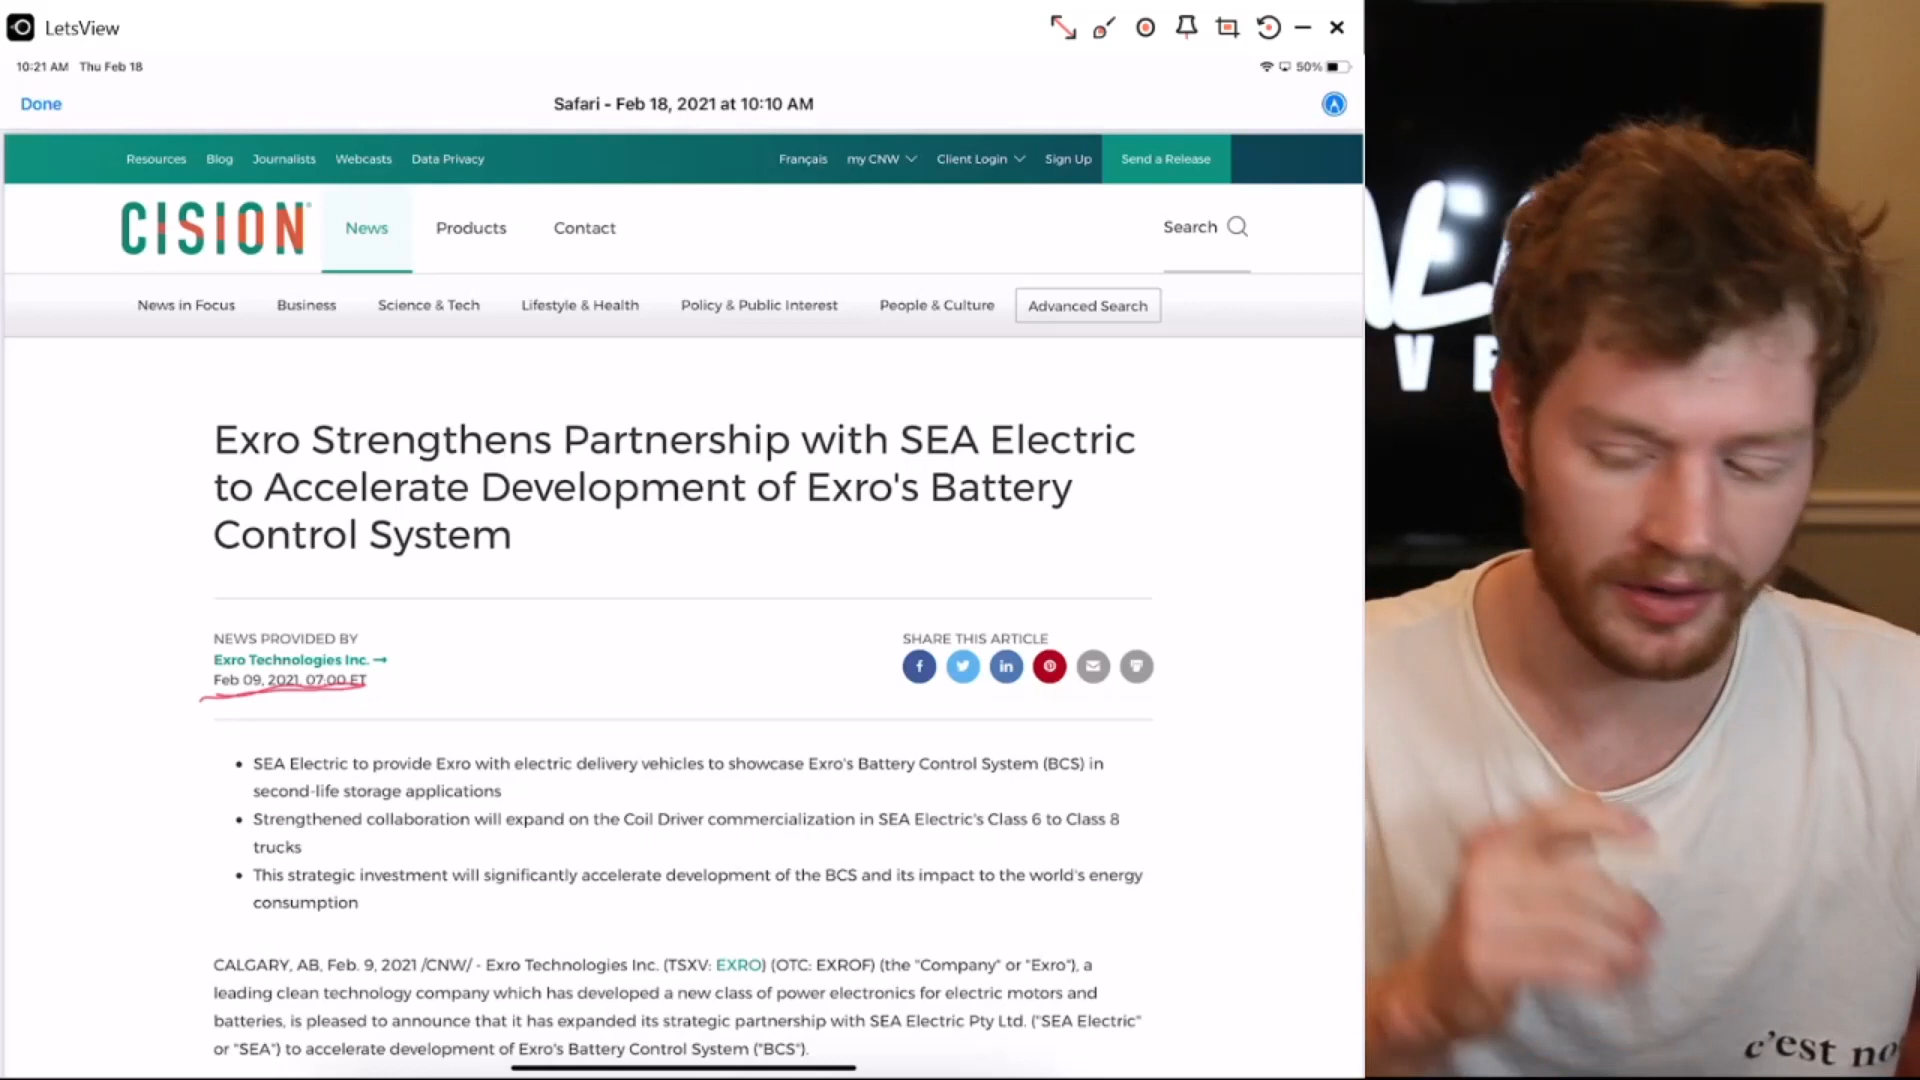 LetsView
10:21 AM Thu Feb 18
50%
Done
Safari - Feb 18, 2021 at 10:10 AM
Resources Blog Journalists Webcasts Data Privacy Français my CNW Client Login Sign Up Send a Release
CISION News Products Contact Search
News in Focus Business Science & Tech Lifestyle & Health Policy & Public Interest People & Culture Advanced Search
Exro Strengthens Partnership with SEA Electric
to Accelerate Development of Exro's Battery
Control System
NEWS PROVIDED BY
Exro Technologies Inc.
Feb 09, 2021, 07:00 ET
SHARE THIS ARTICLE
SEA Electric to provide Exro with electric delivery vehicles to showcase Exro's Battery Control System (BCS) in
second-life storage applications
Strengthened collaboration will expand on the Coil Driver commercialization in SEA Electric's Class 6 to Class 8
trucks
This strategic investment will significantly accelerate development of the BCS and its impact to the world's energy
consumption
CALGARY, AB, Feb. 9, 2021 /CNW/ - Exro Technologies Inc. (TSXV: EXRO) (OTC: EXROF) (the "Company" or "Exro"), a
leading clean technology company which has developed a new class of power electronics for electric motors and
batteries, is pleased to announce that it has expanded its strategic partnership with SEA Electric Pty Ltd. ("SEA Electric"
or "SEA") to accelerate development of Exro's Battery Control System ("BCS").
c'est no